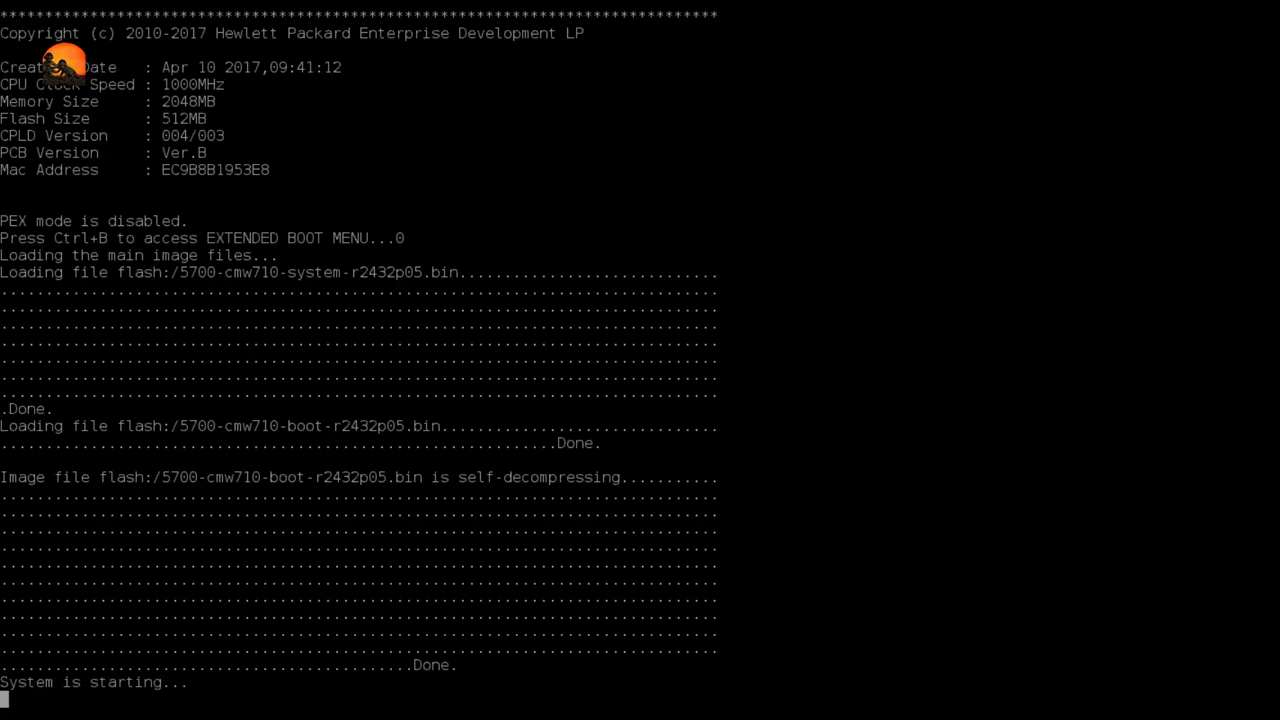 ********************************************************************************
Copyright (c) 2010-2017 Hewlett Packard Enterprise Development LP
Date : Apr 10 2017,09:41:12
CPU Clock Speed : 1000MHz
Memory Size : 2048MB
Flash Size : 512MB
CPLD Version : 004/003
PCB Version : Ver.B
Mac Address : EC9B8B1953E8
PEX mode is disabled.
Press Ctrl+B to access EXTENDED BOOT MENU...0
Loading the main image files...
Loading file flash:/5700-cmw710-system-r2432p05.bin.............................
................................................................................
................................................................................
................................................................................
................................................................................
................................................................................
................................................................................
................................................................................
.Done.
Loading file flash:/5700-cmw710-boot-r2432p05.bin...............................
..............................................................Done.
Image file flash:/5700-cmw710-boot-r2432p05.bin is self-decompressing...........
................................................................................
................................................................................
................................................................................
................................................................................
................................................................................
................................................................................
................................................................................
................................................................................
................................................................................
................................................................................
..............................................Done.
System is starting...